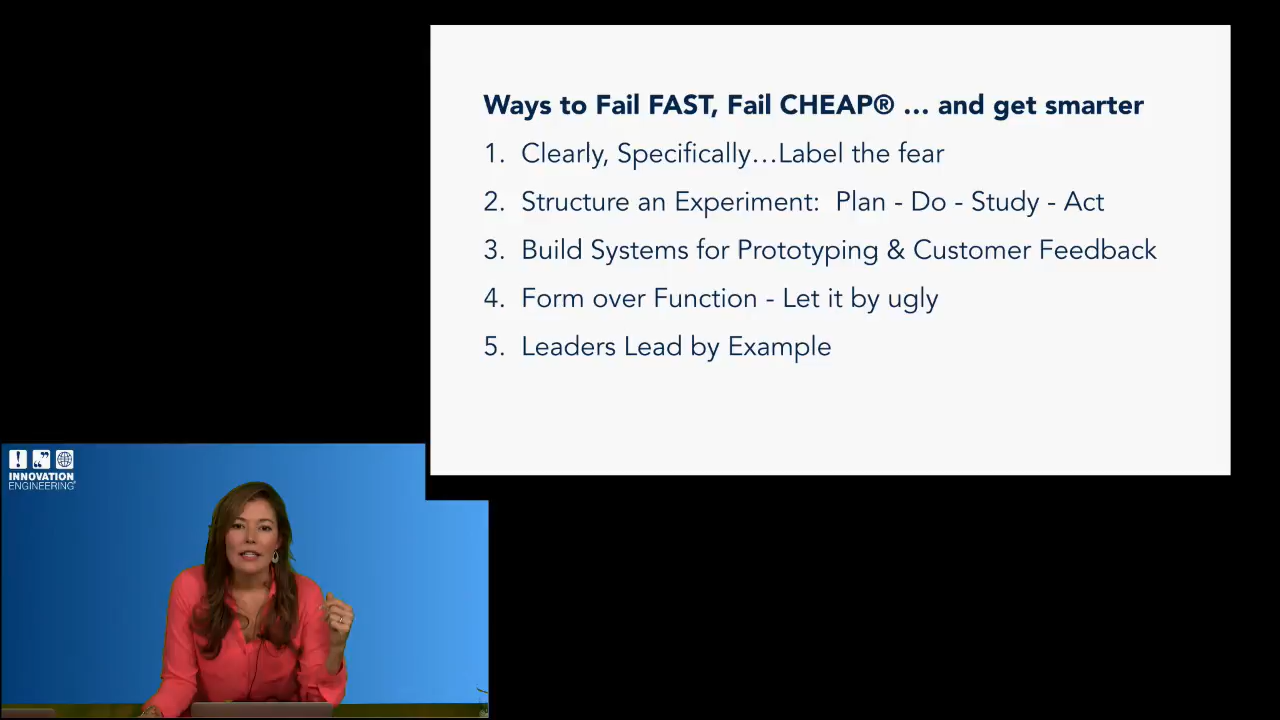 Ways to Fail FAST, Fail CHEAP® ... and get smarter
1. Clearly, Specifically...Label the fear
2. Structure an Experiment: Plan - Do - Study - Act
3. Build Systems for Prototyping & Customer Feedback
4. Form over Function - Let it by ugly
5. Leaders Lead by Example
INNOVATION
ENGINEERING®